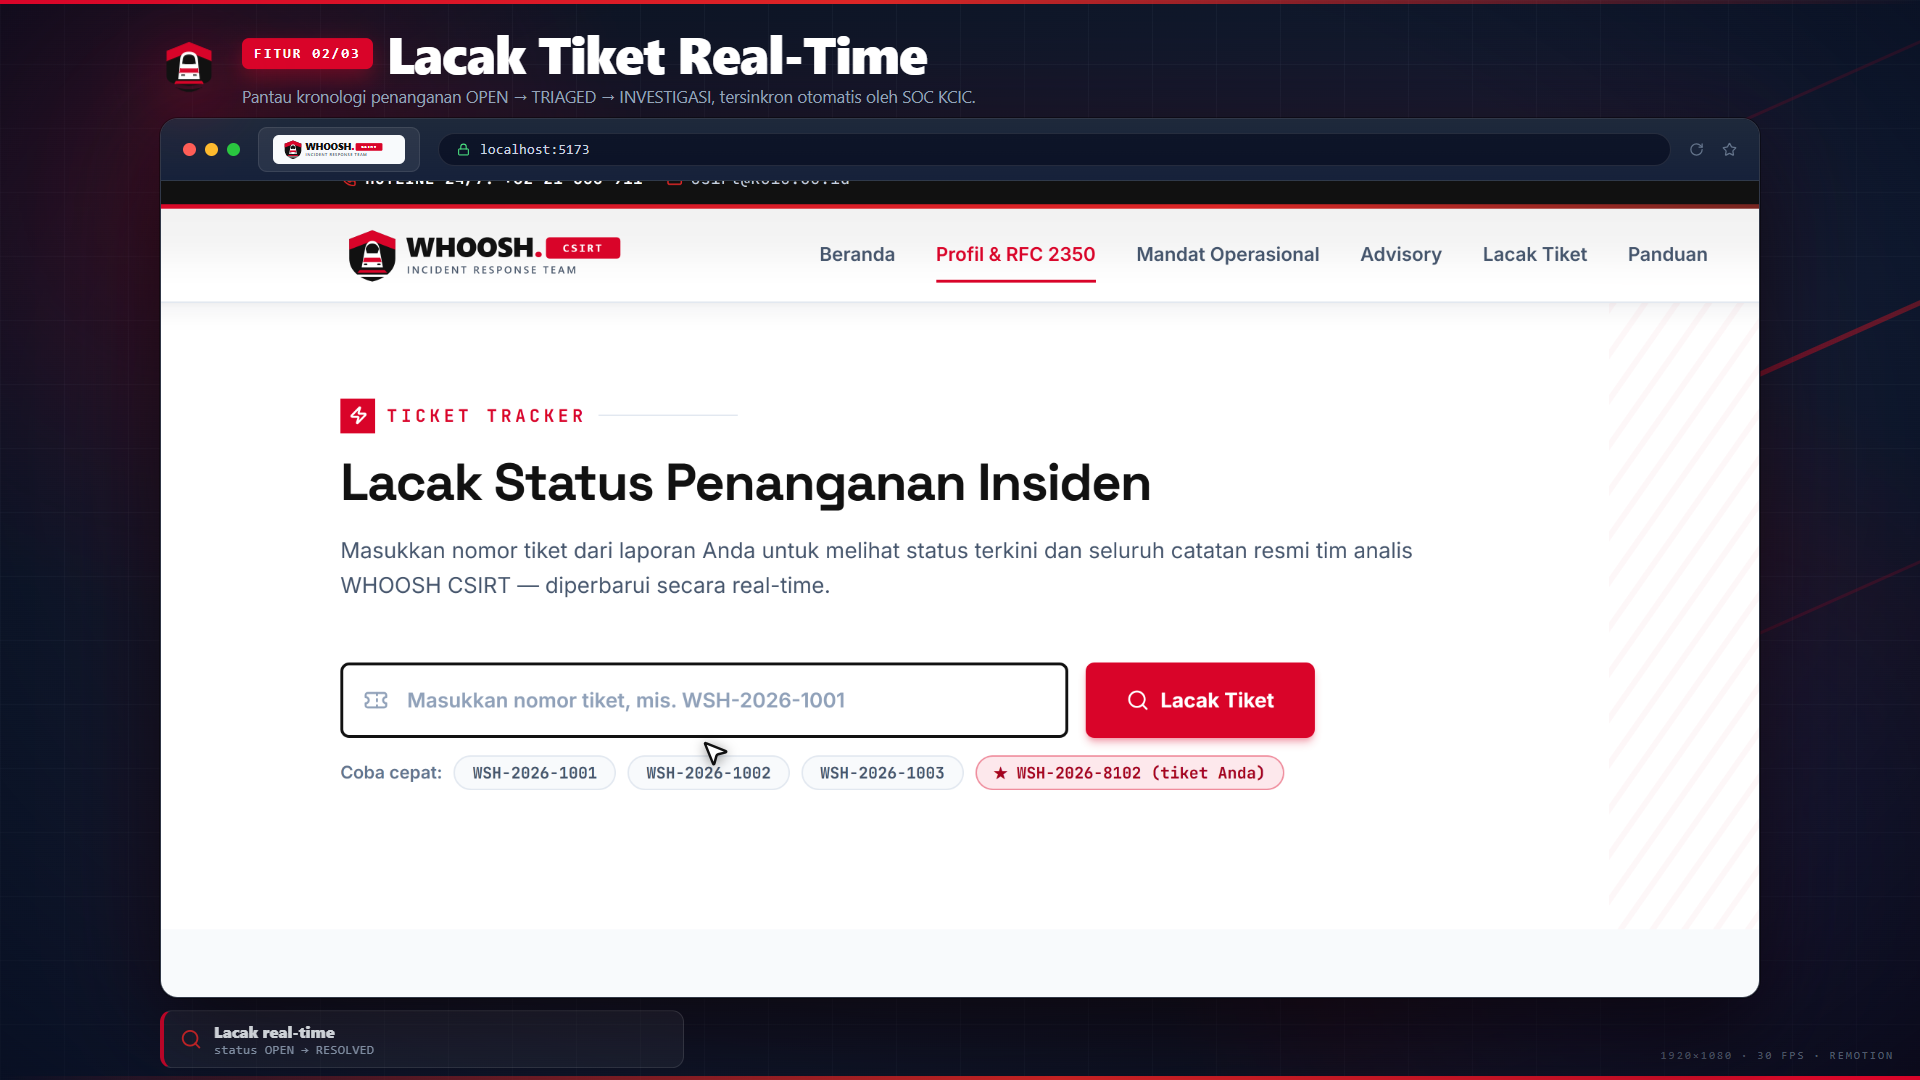 FITUR 02/03
Lacak Tiket Real-Time
Pantau kronologi penanganan OPEN → TRIAGED → INVESTIGASI, tersinkron otomatis oleh SOC KCIC.
WHOOSH.
INCIDENT RESPONSE TEAM
localhost:5173
WHOOSH. CSIRT
INCIDENT RESPONSE TEAM
Beranda
Profil & RFC 2350
Mandat Operasional
Advisory
Lacak Tiket
Panduan
TICKET TRACKER
Lacak Status Penanganan Insiden
Masukkan nomor tiket dari laporan Anda untuk melihat status terkini dan seluruh catatan resmi tim analis
WHOOSH CSIRT — diperbarui secara real-time.
Masukkan nomor tiket, mis. WSH-2026-1001
Lacak Tiket
Coba cepat: WSH-2026-1001 WSH-2026-1002 WSH-2026-1003 ★ WSH-2026-8102 (tiket Anda)
Lacak real-time
status OPEN → RESOLVED
1920×1080 · 30 FPS · REMOTION